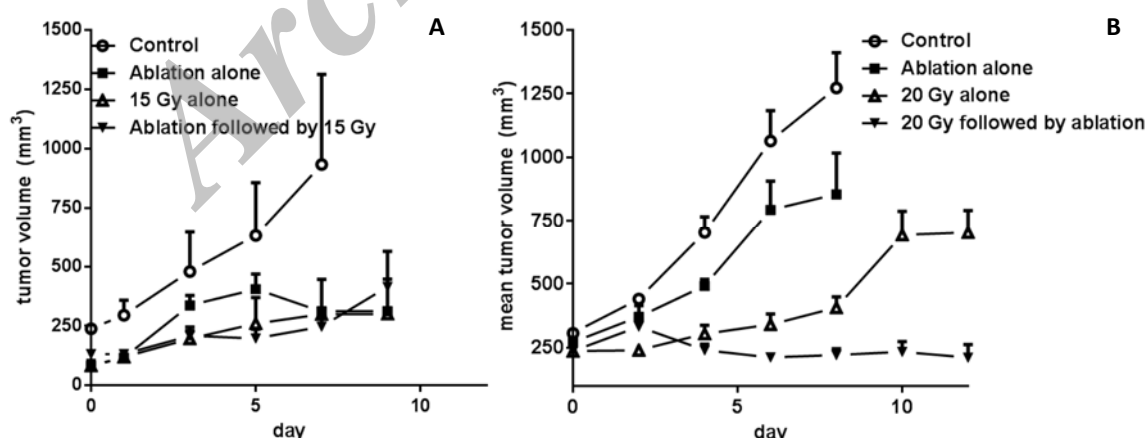 A
1500
1250
1000
750
500
250
0
tumor volume (mm³)
0 5 10
day
Control
Ablation alone
15 Gy alone
Ablation followed by 15 Gy
Arc
B
1500
1250
1000
750
500
250
mean tumor volume (mm³)
0 5 10
day
Control
Ablation alone
20 Gy alone
20 Gy followed by ablation